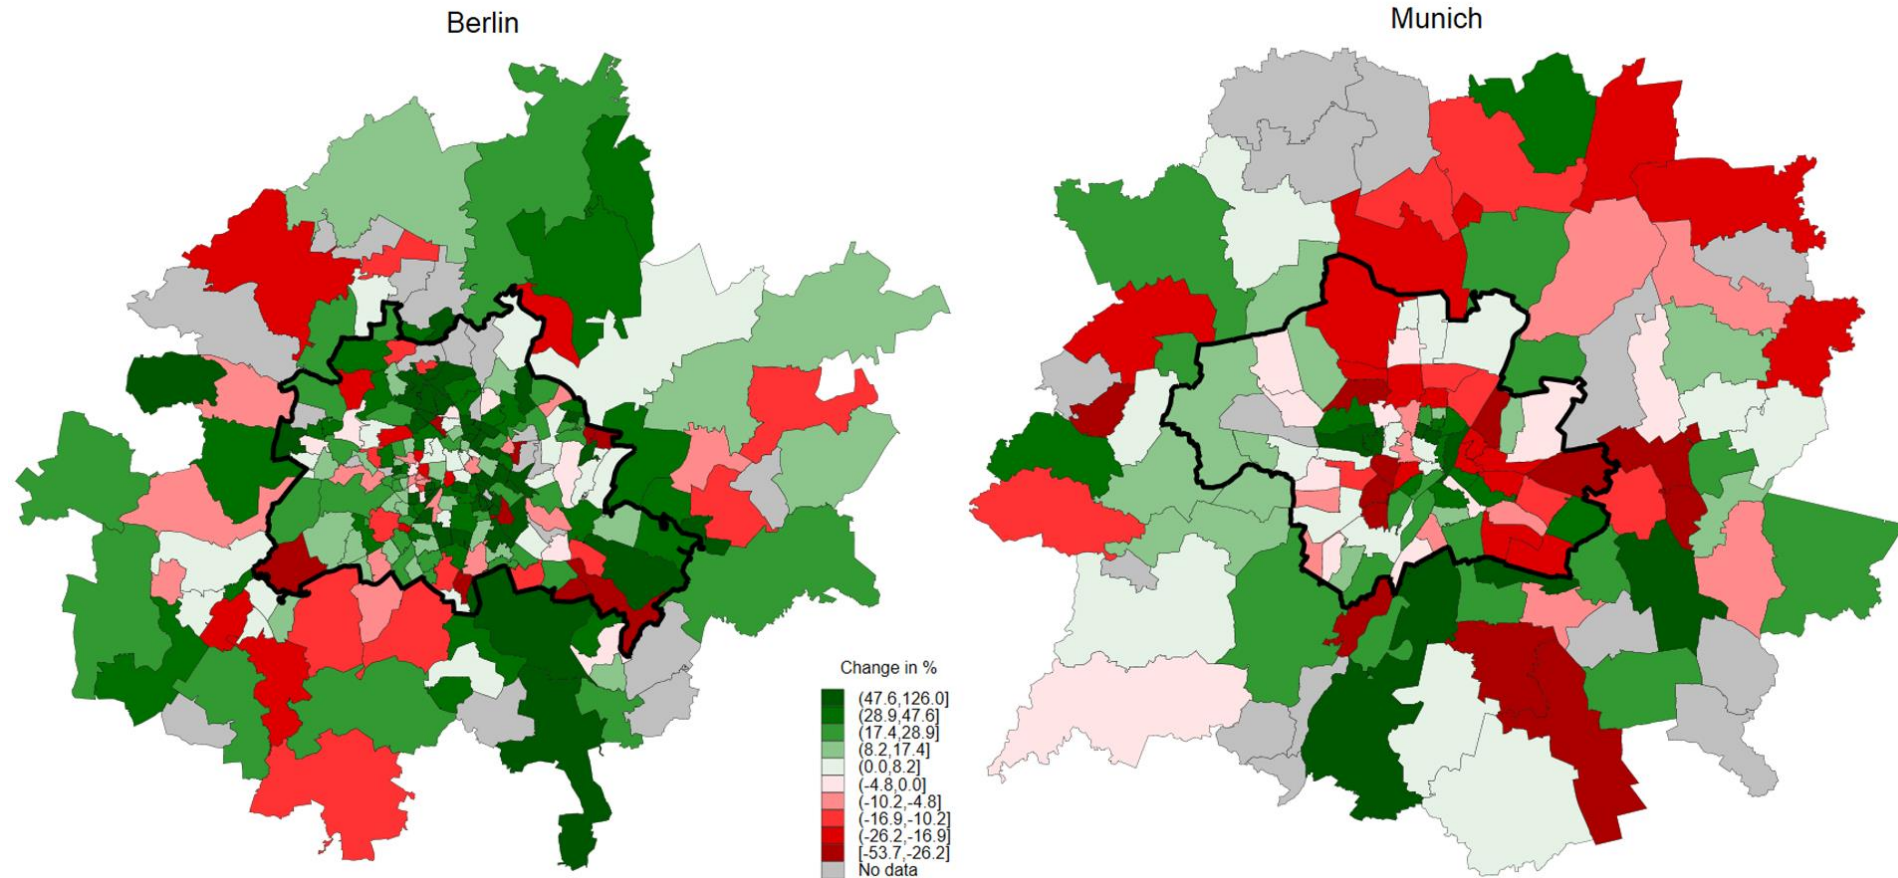 Berlin
Munich
Change in %
(47.6,126.0]
(28.9,47.6]
(17.4,28.9]
(8.2,17.4]
(0.0,8.2]
(-4.8,0.0]
(-10.2,-4.8]
(-16.9,-10.2]
(-26.2,-16.9]
[-53.7,-26.2]
No data